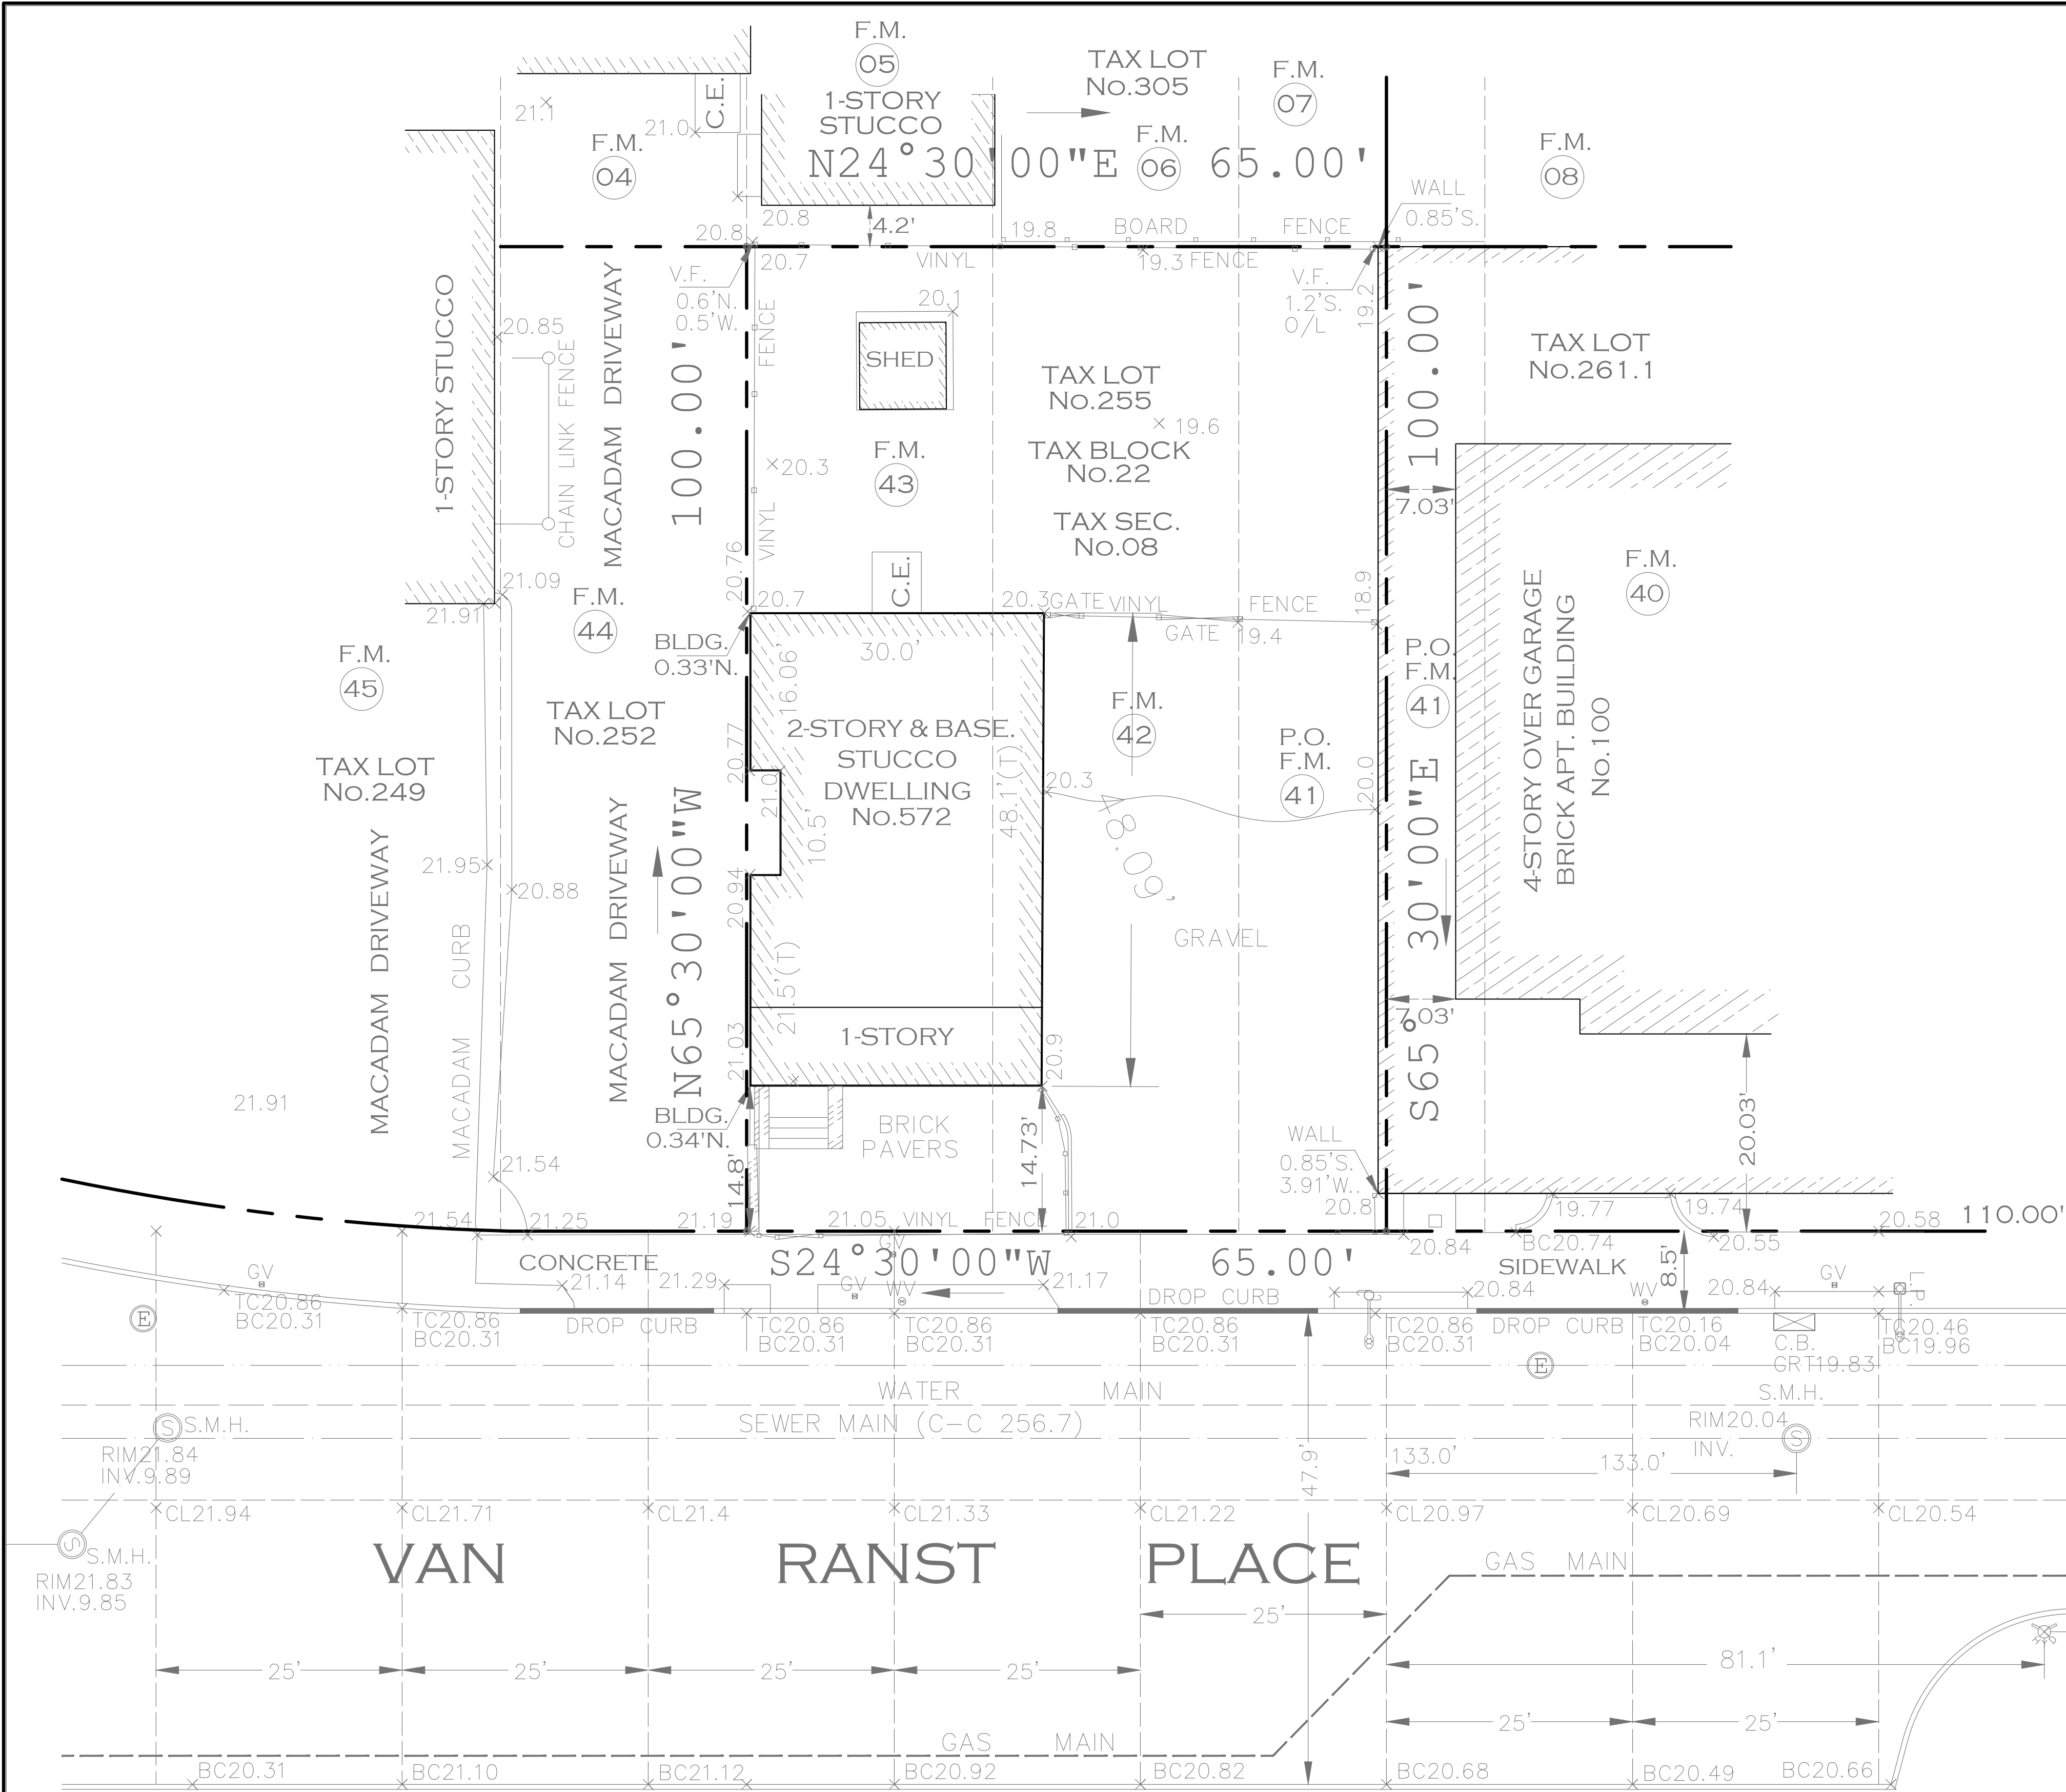 F.M.
05
1-STORY
STUCCO
TAX LOT
No.305
F.M.
07
C.E.
21.1
21.0
F.M.
04
F.M.
06
F.M.
08
N24°30'00"E 65.00'
WALL
0.85'S.
20.8
20.8
4.2'
19.8
BOARD FENCE
20.7
VINYL
19.3
FENCE
V.F.
0.6'N.
0.5'W.
V.F.
1.2'S.
O/L
19.2
100.00'
1-STORY STUCCO
20.85
CHAIN LINK FENCE
MACADAM DRIVEWAY
100.00'
FENCE
VINYL
20.1
SHED
TAX LOT
No.255
19.6
TAX LOT
No.261.1
TAX BLOCK
No.22
20.3
F.M.
43
TAX SEC.
No.08
7.03'
21.09
21.91
F.M.
44
20.76
20.7
C.E.
20.3
GATE
VINYL
FENCE
GATE
19.4
18.9
F.M.
40
4-STORY OVER GARAGE
BRICK APT. BUILDING
No.100
F.M.
45
BLDG.
0.33'N.
30.0'
16.06'
P.O.
F.M.
41
TAX LOT
No.252
20.77
2-STORY & BASE.
STUCCO
DWELLING
No.572
F.M.
42
P.O.
F.M.
41
TAX LOT
No.249
21.0
48.1'(T)
20.3
48.09'
20.0
10.5'
MACADAM DRIVEWAY
MACADAM DRIVEWAY
N65°30'00"W
S65°30'00"E
21.95
20.88
20.94
MACADAM CURB
GRAVEL
21.5'(T)
21.03
1-STORY
20.9
7.03'
21.91
BLDG.
0.34'N.
BRICK
PAVERS
14.8'
14.73'
WALL
0.85'S.
3.91'W.
20.03'
21.54
20.8
19.77
19.74
21.54
21.25
21.19
21.05
VINYL FENCE
21.0
20.84
BC20.74
20.55
20.58
110.00'
CONCRETE
S24°30'00"W 65.00'
SIDEWALK
8.5'
GV
GV
21.14
21.29
GV
WV
21.17
DROP CURB
20.84
WV
20.84
GV
L.P.
TC20.86
BC20.31
TC20.86
BC20.31
DROP CURB
TC20.86
BC20.31
TC20.86
BC20.31
TC20.86
BC20.31
TC20.86
BC20.31
DROP CURB
TC20.16
BC20.04
C.B.
GRT19.83
TC20.46
BC19.96
E
E
WATER MAIN
SEWER MAIN (C-C 256.7)
S
S.M.H.
RIM21.84
INV.9.89
S.M.H.
RIM20.04
INV.
S
47.9'
133.0'
133.0'
CL21.94
CL21.71
CL21.4
CL21.33
CL21.22
CL20.97
CL20.69
CL20.54
S
S.M.H.
RIM21.83
INV.9.85
VAN RANST PLACE
GAS MAIN
25'
25'
25'
25'
25'
81.1'
25'
25'
GAS MAIN
BC20.31
BC21.10
BC21.12
BC20.92
BC20.82
BC20.68
BC20.49
BC20.66